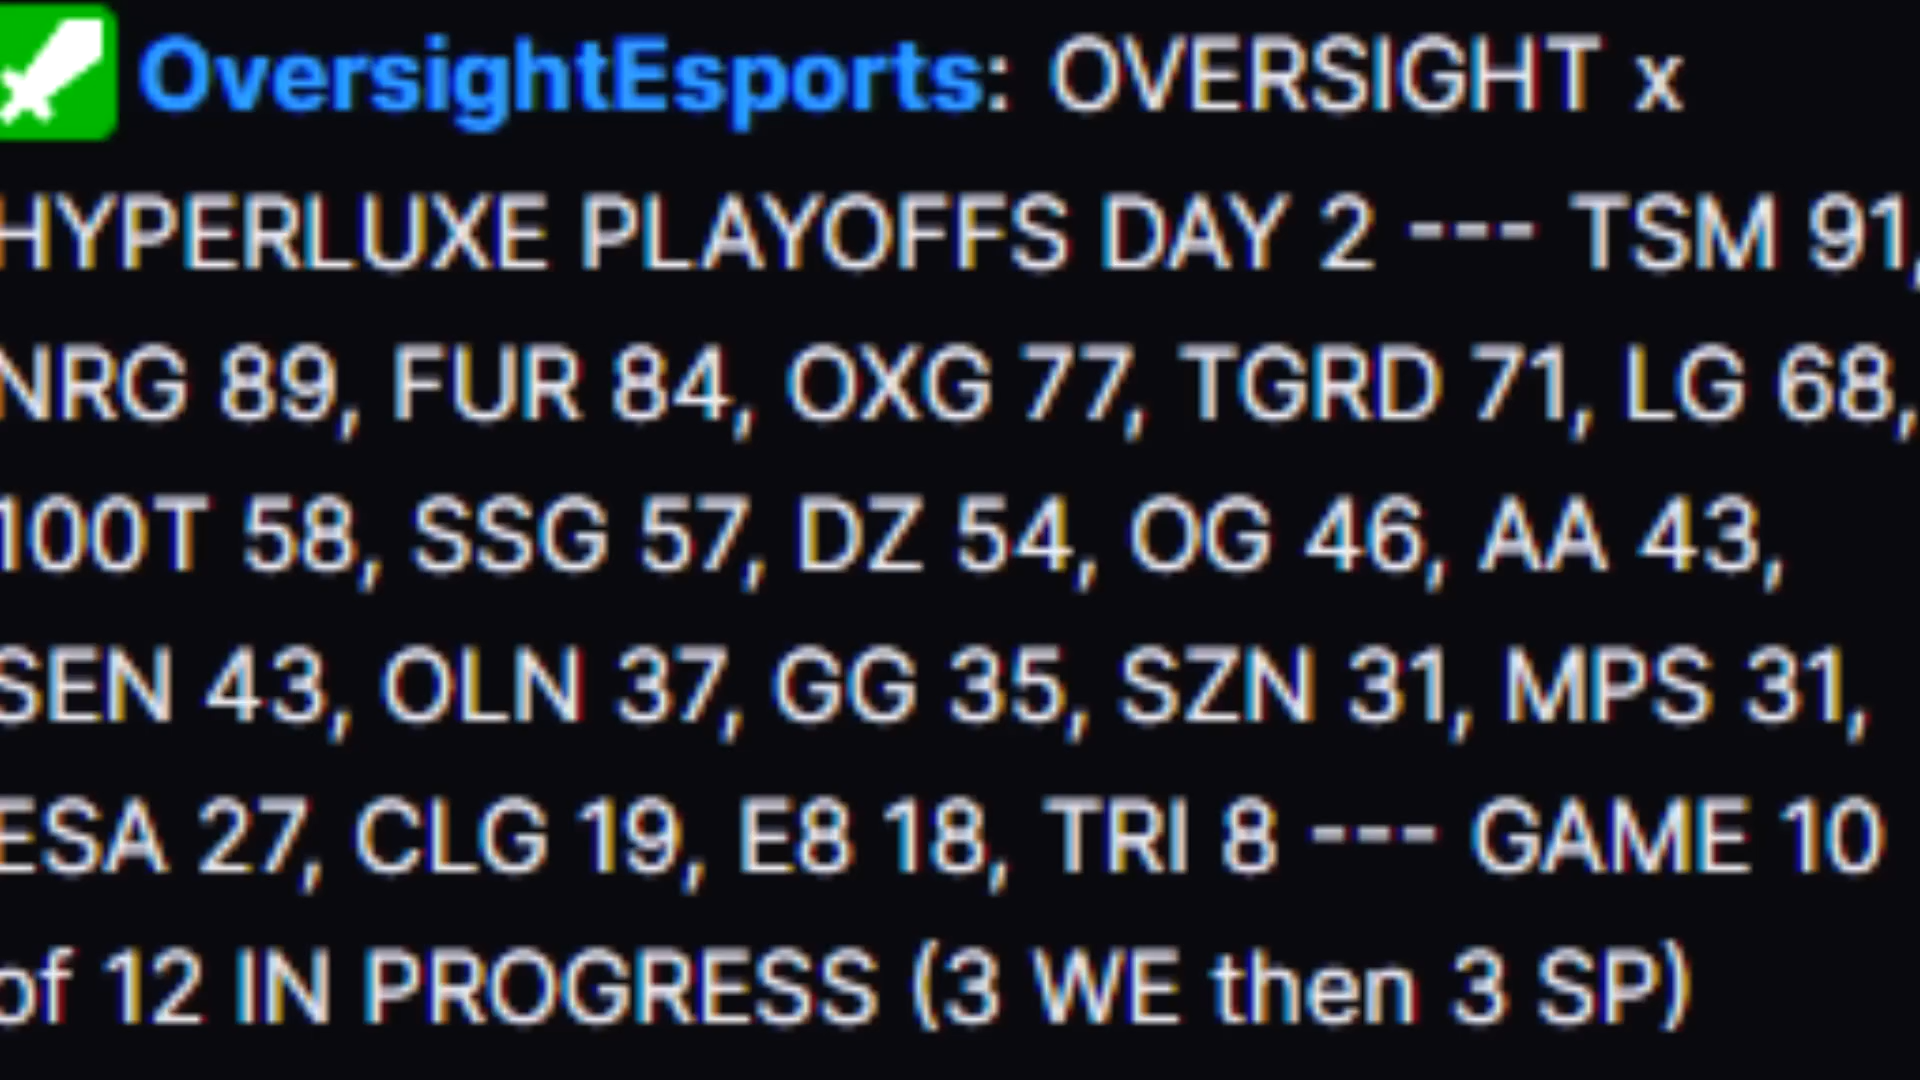 OversightEsports: OVERSIGHT x
HYPERLUXE PLAYOFFS DAY 2 --- TSM 91,
NRG 89, FUR 84, OXG 77, TGRD 71, LG 68,
100T 58, SSG 57, DZ 54, OG 46, AA 43,
SEN 43, OLN 37, GG 35, SZN 31, MPS 31,
ESA 27, CLG 19, E8 18, TRI 8 --- GAME 10
of 12 IN PROGRESS (3 WE then 3 SP)